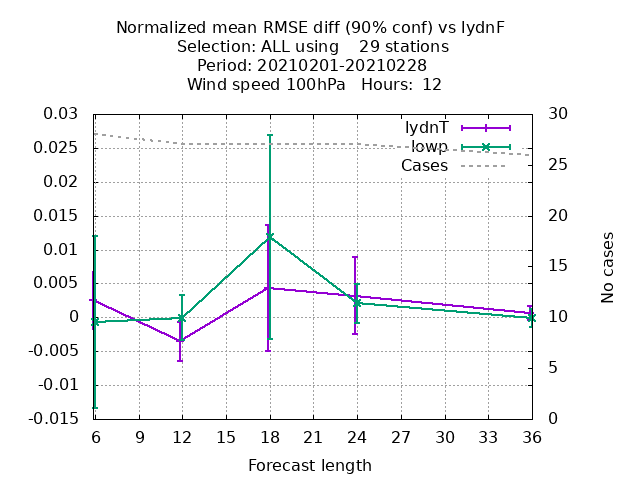 Normalized mean RMSE diff (90% conf) vs IydnF
Selection: ALL using    29 stations
Period: 20210201-20210228
Wind speed 100hPa   Hours:  12
0.03
0.025
0.02
0.015
0.01
0.005
0
-0.005
-0.01
-0.015
IydnT
Iowp
Cases
30
25
20
15
10
5
0
No cases
6 9 12 15 18 21 24 27 30 33 36
Forecast length